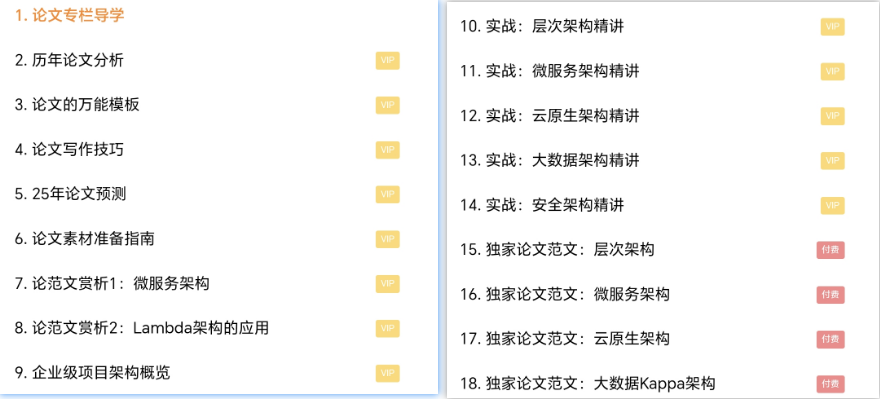 1. 论文专栏导学
2. 历年论文分析 VIP
3. 论文的万能模板 VIP
4. 论文写作技巧 VIP
5. 25年论文预测 VIP
6. 论文素材准备指南 VIP
7. 论范文赏析1：微服务架构 VIP
8. 论范文赏析2：Lambda架构的应用 VIP
9. 企业级项目架构概览 VIP
10. 实战：层次架构精讲 VIP
11. 实战：微服务架构精讲 VIP
12. 实战：云原生架构精讲 VIP
13. 实战：大数据架构精讲 VIP
14. 实战：安全架构精讲 VIP
15. 独家论文范文：层次架构 付费
16. 独家论文范文：微服务架构 付费
17. 独家论文范文：云原生架构 付费
18. 独家论文范文：大数据Kappa架构 付费